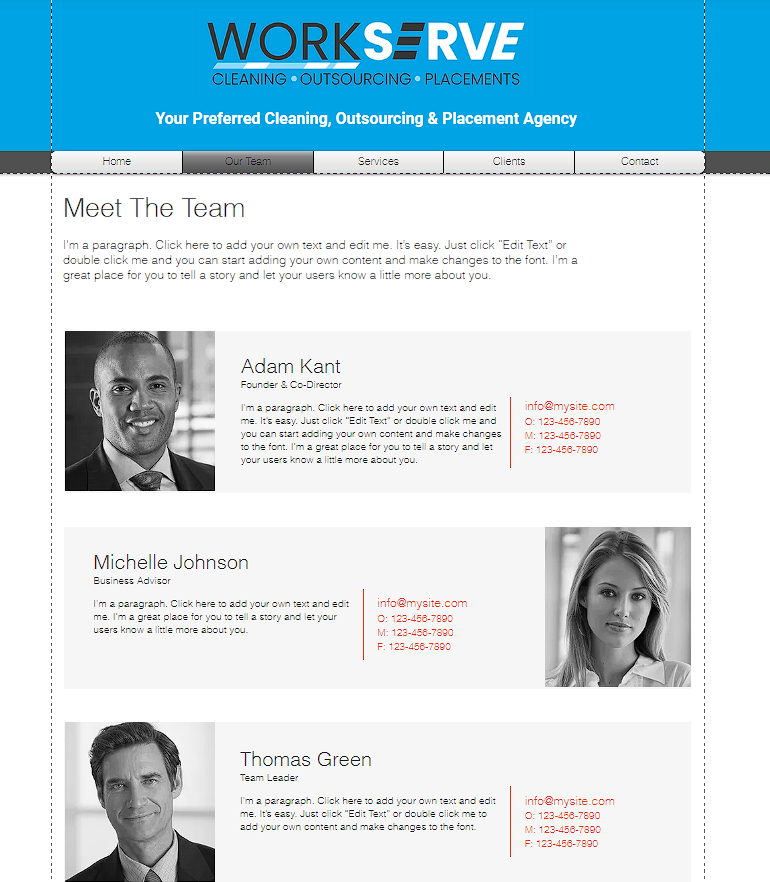 WORKSERVE
CLEANING • OUTSOURCING • PLACEMENTS
Your Preferred Cleaning, Outsourcing & Placement Agency
Home Our Team Services Clients Contact
Meet The Team
I'm a paragraph. Click here to add your own text and edit me. It's easy. Just click "Edit Text" or
double click me and you can start adding your own content and make changes to the font. I'm a
great place for you to tell a story and let your users know a little more about you.
Adam Kant
Founder & Co-Director
I'm a paragraph. Click here to add your own text and edit
me. It's easy. Just click "Edit Text" or double click me and
you can start adding your own content and make changes
to the font. I'm a great place for you to tell a story and let
your users know a little more about you.
info@mysite.com
O: 123-456-7890
M: 123-456-7890
F: 123-456-7890
Michelle Johnson
Business Advisor
I'm a paragraph. Click here to add your own text and edit
me. I'm a great place for you to tell a story and let your
users know a little more about you.
info@mysite.com
O: 123-456-7890
M: 123-456-7890
F: 123-456-7890
Thomas Green
Team Leader
I'm a paragraph. Click here to add your own text and edit
me. It's easy. Just click "Edit Text" or double click me to
add your own content and make changes to the font.
info@mysite.com
O: 123-456-7890
M: 123-456-7890
F: 123-456-7890